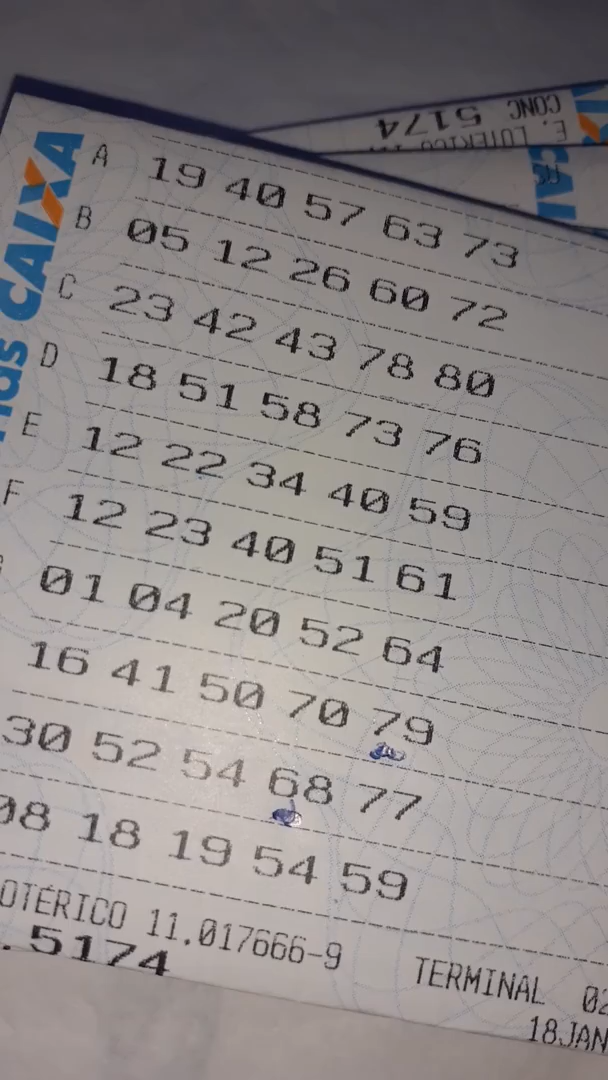 E. LOTERICO
CONC 5174
CAIXA
A 19 40 57 63 73
B 05 12 26 60 72
C 23 42 43 78 80
D 18 51 58 73 76
E 12 22 34 40 59
F 12 23 40 51 61
01 04 20 52 64
16 41 50 70 79
30 52 54 68 77
08 18 19 54 59
OTÉRICO 11.017666-9 TERMINAL 02
. 5174 18JAN